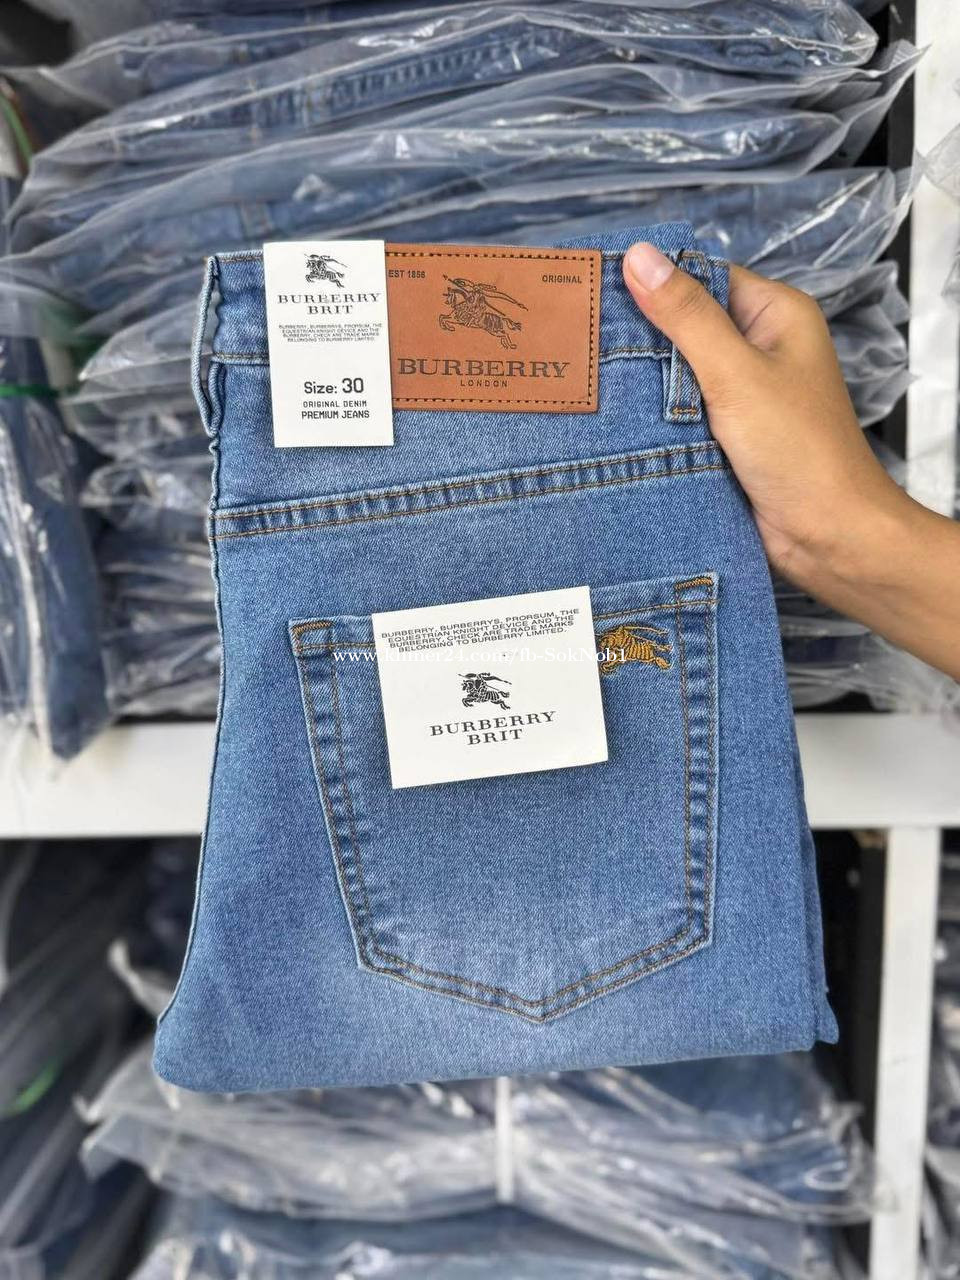 BURBERRY
BRIT
BURBERRY, BURBERRYS, PRORSUM, THE
EQUESTRIAN KNIGHT DEVICE AND THE
BURBERRY, CHECK ARE TRADE MARKS
BELONGING TO BURBERRY LIMITED.
Size: 30
ORIGINAL DENIM
PREMIUM JEANS
EST 1856
ORIGINAL
BURBERRY
LONDON
BURBERRY, BURBERRYS, PRORSUM, THE
EQUESTRIAN KNIGHT DEVICE AND THE
BURBERRY, CHECK ARE TRADE MARKS
BELONGING TO BURBERRY LIMITED.
www.khmer24.com/fb-SokNob1
BURBERRY
BRIT